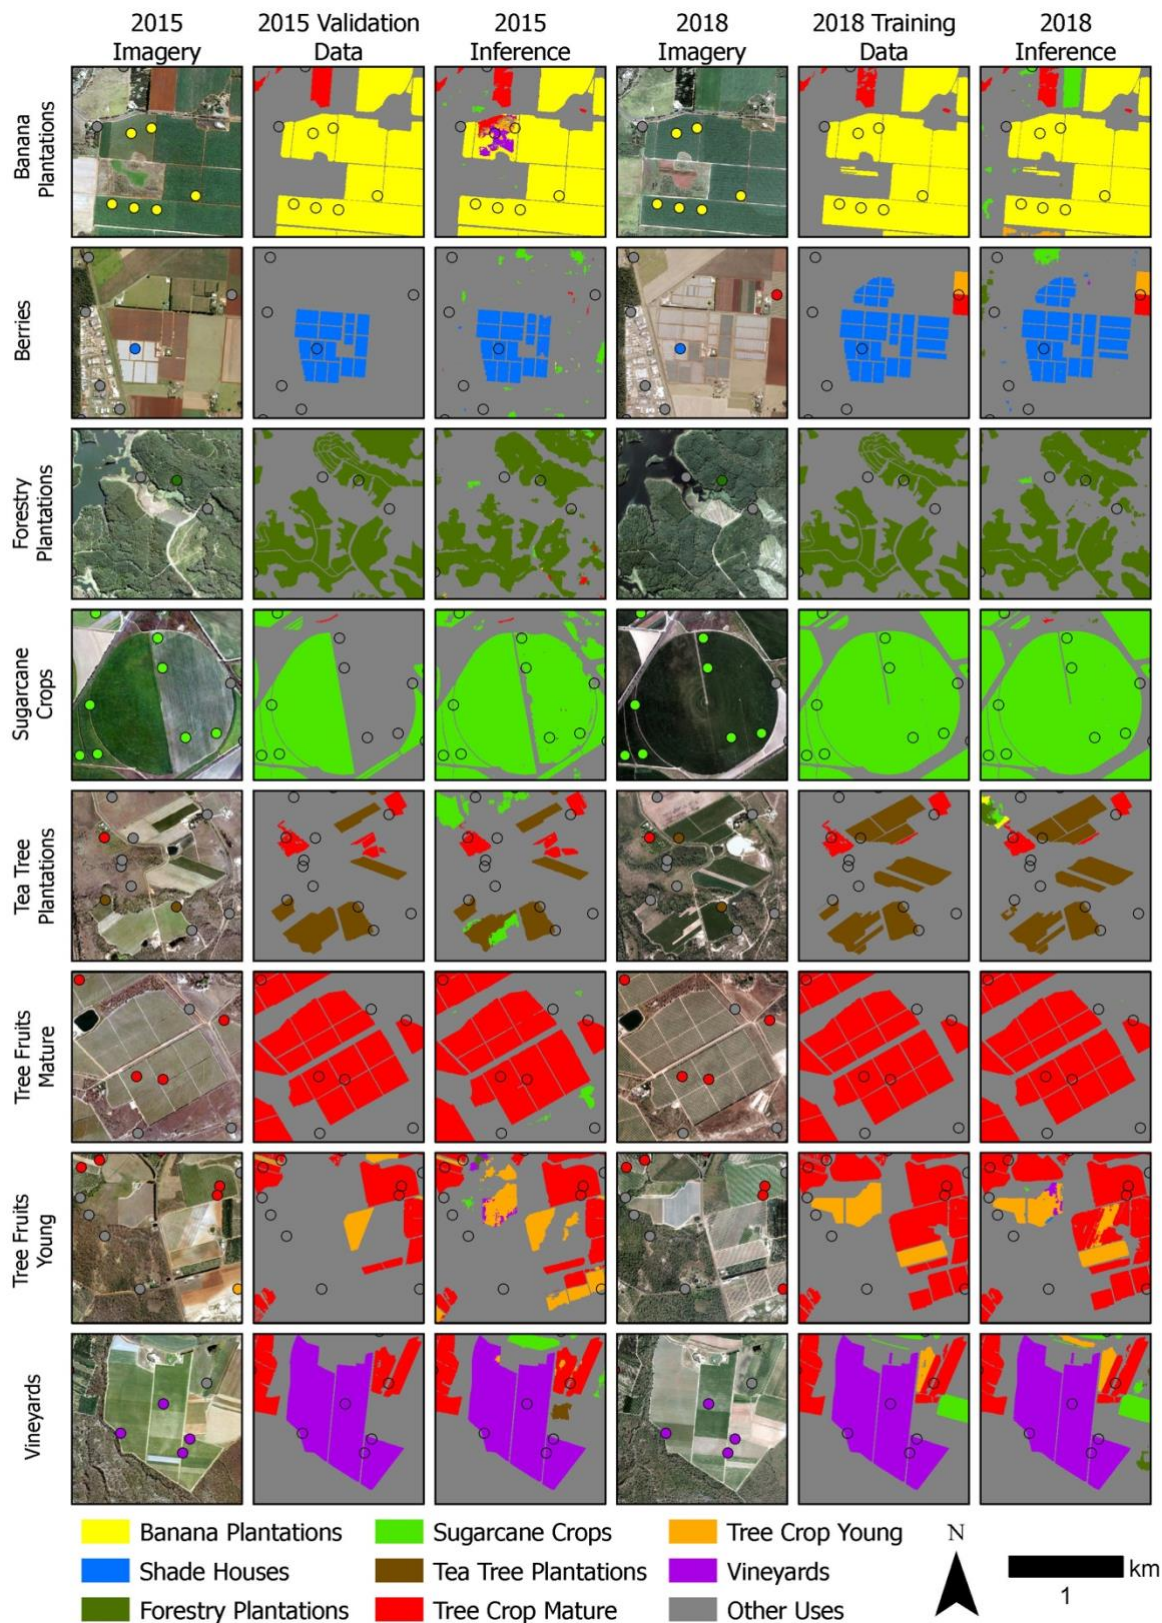 2015 Imagery
2015 Validation Data
2015 Inference
2018 Imagery
2018 Training Data
2018 Inference
Banana Plantations
Berries
Forestry Plantations
Sugarcane Crops
Tea Tree Plantations
Tree Fruits Mature
Tree Fruits Young
Vineyards
Banana Plantations
Sugarcane Crops
Tree Crop Young
Shade Houses
Tea Tree Plantations
Vineyards
Forestry Plantations
Tree Crop Mature
Other Uses
N
km
1